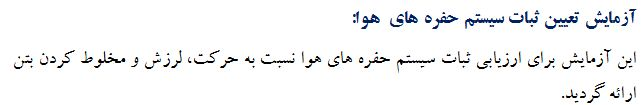 آزمایش تعیین ثبات سیستم حفره های هوا:
این آزمایش برای ارزیابی ثبات سیستم حفره های هوا نسبت به حرکت، لرزش و مخلوط کردن بتن
ارائه گردید.